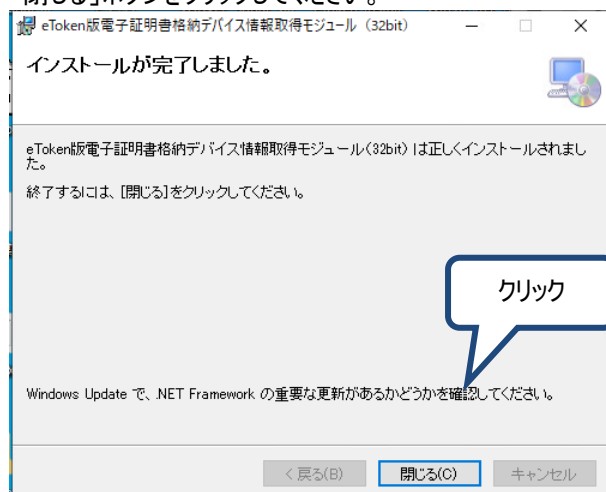 閉じる」ボタンをクリックしてください。
eToken版電子証明書格納デバイス情報取得モジュール (32bit)
インストールが完了しました。
eToken版電子証明書格納デバイス情報取得モジュール(32bit) は正しくインストールされまし
た。
終了するには、[閉じる]をクリックしてください。
クリック
Windows Update で、.NET Framework の重要な更新があるかどうかを確認してください。
< 戻る(B)
閉じる(C)
キャンセル